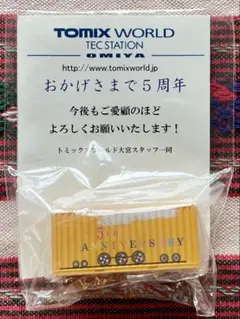 TOMIX WORLD
TEC STATION
OMIYA
http://www.tomixworld.jp
おかげさまで5周年
今後もご愛顧のほど
よろしくお願いいたします！
トミックスワールド大宮スタッフ一同
5th
ANNIVERSARY